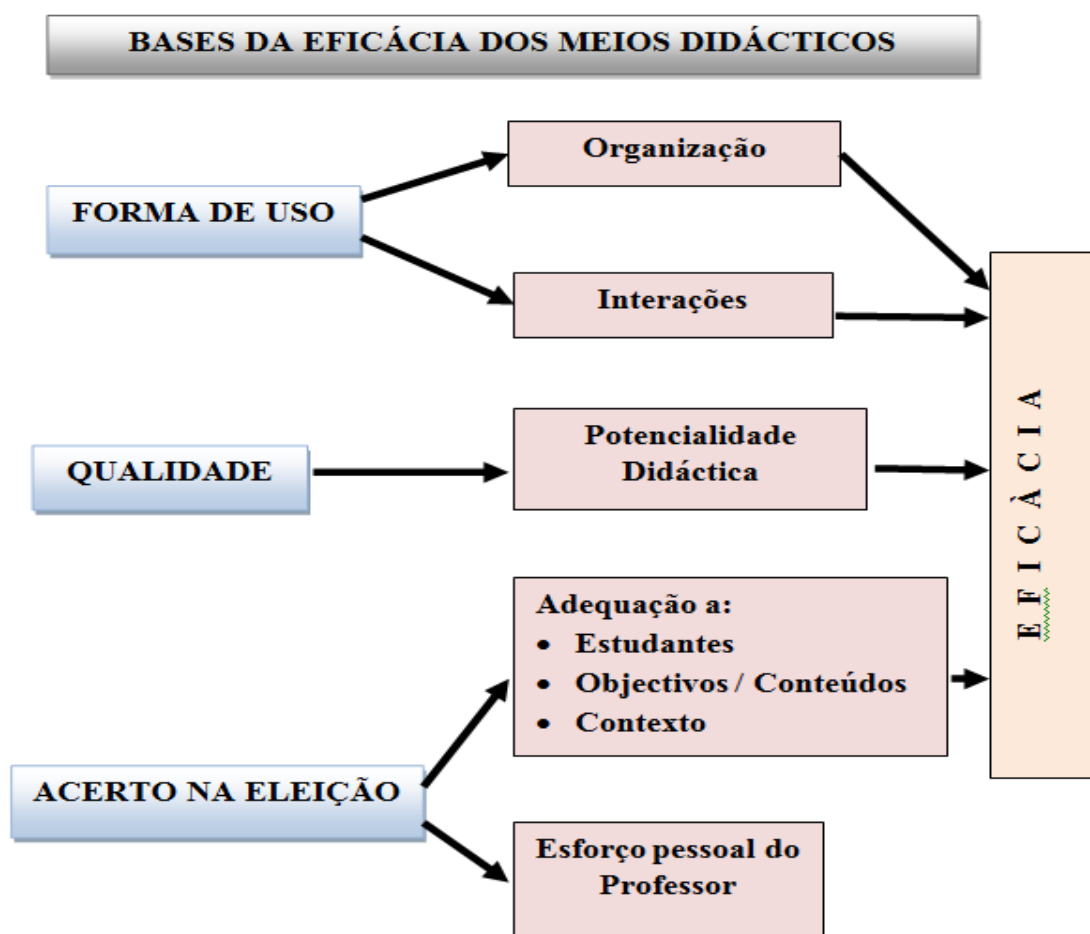 BASES DA EFICÁCIA DOS MEIOS DIDÁCTICOS
FORMA DE USO
Organização
Interações
QUALIDADE
Potencialidade
Didáctica
ACERTO NA ELEIÇÃO
Adequação a:
• Estudantes
• Objectivos / Conteúdos
• Contexto
Esforço pessoal do
Professor
E F I C À C I A